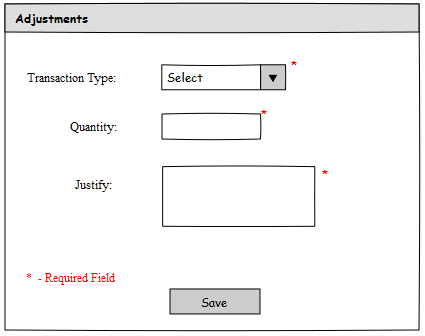 Adjustments
Transaction Type: Select ▼ *
Quantity: *
Justify: *
* - Required Field
Save